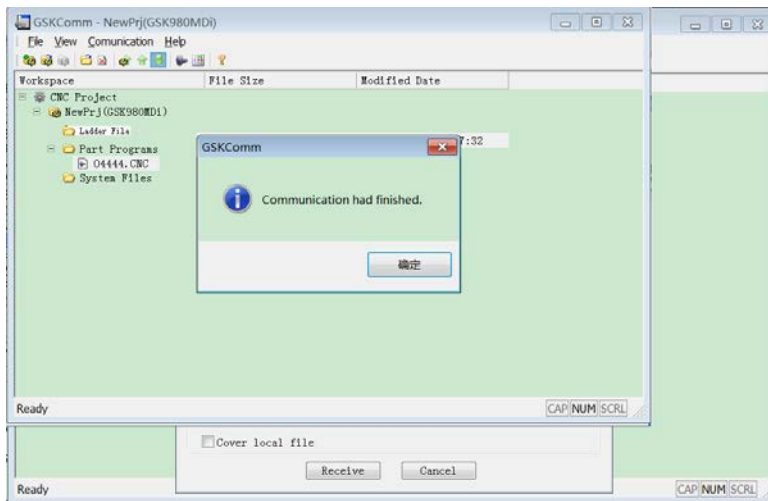 GSKComm - NewPrj(GSK980MDi)
File View Comunication Help
Workspace File Size Modified Date
CNC Project
NewPrj(GSK980MDi)
Ladder File
Part Programs
O4444.CNC
7:32
System Files
GSKComm
Communication had finished.
确定
Ready CAP NUM SCRL
Cover local file
Receive Cancel
Ready CAP NUM SCRL